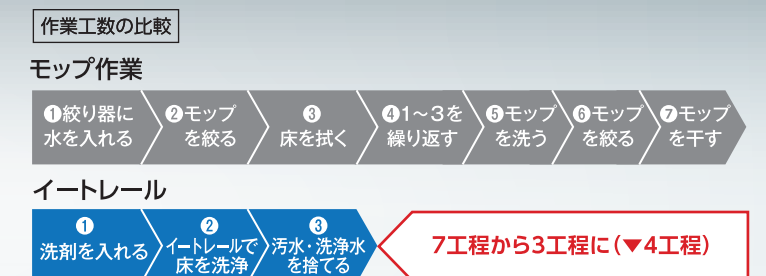 作業工数の比較
モップ作業
❶絞り器に
水を入れる
❷モップ
を絞る
❸
床を拭く
❹1～3を
繰り返す
❺モップ
を洗う
❻モップ
を絞る
❼モップ
を干す
イートレール
❶
洗剤を入れる
❷
イートレールで
床を洗浄
❸
汚水・洗浄水
を捨てる
7工程から3工程に（▼4工程）